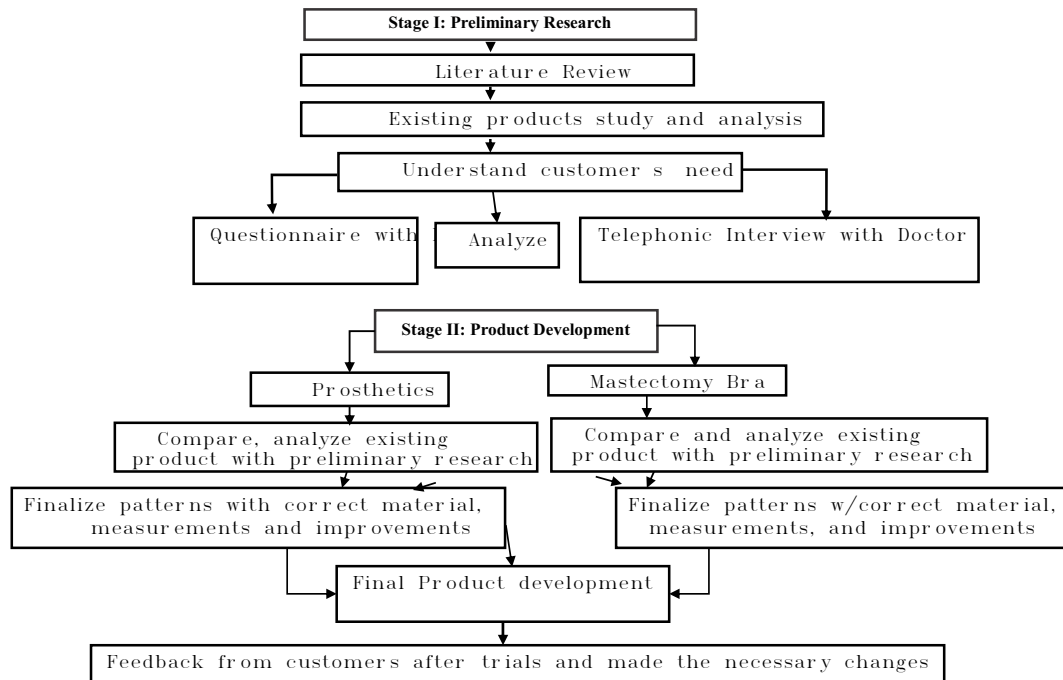 Stage I: Preliminary Research
Literature Review
Existing products study and analysis
Understand customer s need
Questionnaire with
Analyze
Telephonic Interview with Doctor
Stage II: Product Development
Prosthetics
Mastectomy Bra
Compare, analyze existing
product with preliminary research
Compare and analyze existing
product with preliminary research
Finalize patterns with correct material,
measurements and improvements
Finalize patterns w/correct material,
measurements, and improvements
Final Product development
Feedback from customers after trials and made the necessary changes